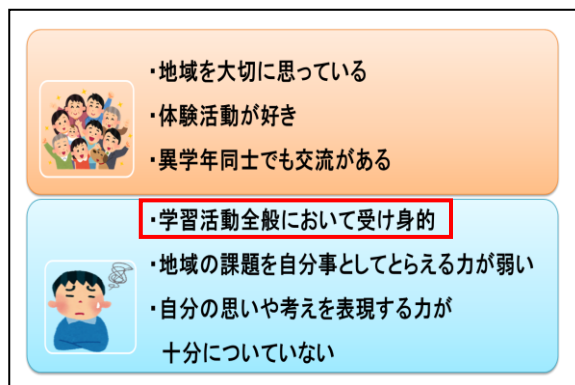 ・地域を大切に思っている
・体験活動が好き
・異学年同士でも交流がある
・学習活動全般において受け身的
・地域の課題を自分事としてとらえる力が弱い
・自分の思いや考えを表現する力が
十分についていない